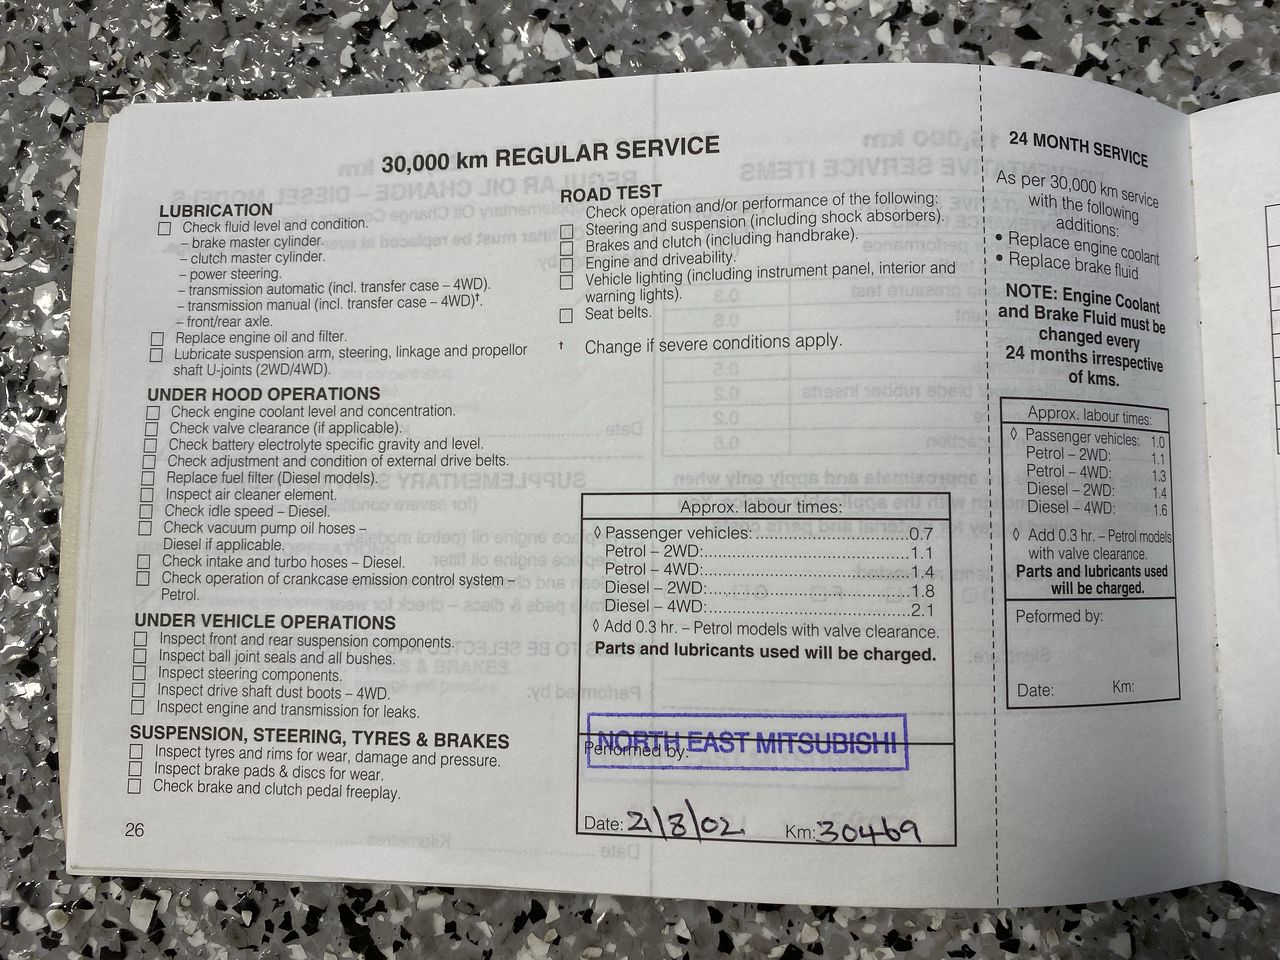 30,000 km REGULAR SERVICE
LUBRICATION
Check fluid level and condition.
– brake master cylinder.
– clutch master cylinder.
– power steering.
– transmission automatic (incl. transfer case – 4WD).
– transmission manual (incl. transfer case – 4WD)†.
– front/rear axle.
Replace engine oil and filter.
Lubricate suspension arm, steering, linkage and propellor
shaft U-joints (2WD/4WD).
UNDER HOOD OPERATIONS
Check engine coolant level and concentration.
Check valve clearance (if applicable).
Check battery electrolyte specific gravity and level.
Check adjustment and condition of external drive belts.
Replace fuel filter (Diesel models).
Inspect air cleaner element.
Check idle speed – Diesel.
Check vacuum pump oil hoses –
Diesel if applicable.
Check intake and turbo hoses – Diesel.
Check operation of crankcase emission control system –
Petrol.
UNDER VEHICLE OPERATIONS
Inspect front and rear suspension components.
Inspect ball joint seals and all bushes.
Inspect steering components.
Inspect drive shaft dust boots – 4WD.
Inspect engine and transmission for leaks.
SUSPENSION, STEERING, TYRES & BRAKES
Inspect tyres and rims for wear, damage and pressure.
Inspect brake pads & discs for wear.
Check brake and clutch pedal freeplay.
26
ROAD TEST
Check operation and/or performance of the following:
Steering and suspension (including shock absorbers).
Brakes and clutch (including handbrake).
Engine and driveability.
Vehicle lighting (including instrument panel, interior and
warning lights).
Seat belts.
† Change if severe conditions apply.
Approx. labour times:
◊ Passenger vehicles:..............................0.7
Petrol – 2WD:..............................1.1
Petrol – 4WD:..............................1.4
Diesel – 2WD:..............................1.8
Diesel – 4WD:..............................2.1
◊ Add 0.3 hr. – Petrol models with valve clearance.
Parts and lubricants used will be charged.
NORTH EAST MITSUBISHI
Performed by:
Date: 21/8/02 Km: 30469
24 MONTH SERVICE
As per 30,000 km service
with the following
additions:
• Replace engine coolant
• Replace brake fluid
NOTE: Engine Coolant
and Brake Fluid must be
changed every
24 months irrespective
of kms.
Approx. labour times:
◊ Passenger vehicles: 1.0
Petrol – 2WD: 1.1
Petrol – 4WD: 1.3
Diesel – 2WD: 1.4
Diesel – 4WD: 1.6
◊ Add 0.3 hr. – Petrol models
with valve clearance.
Parts and lubricants used
will be charged.
Peformed by:
Date: Km: